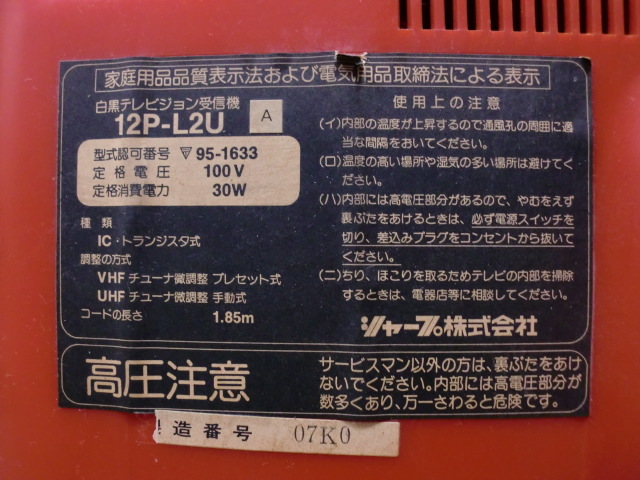 家庭用品品質表示法および電気用品取締法による表示
白黒テレビジョン受信機
12P-L2U A
型式認可番号 ▽95-1633
定格電圧 100V
定格消費電力 30W
種類
IC・トランジスタ式
調整の方式
VHF チューナ微調整 プレセット式
UHF チューナ微調整 手動式
コードの長さ 1.85m
使用上の注意
(イ)内部の温度が上昇するので通風孔の周囲に適
当な間隔をおいてください。
(ロ)温度の高い場所や湿気の多い場所は避けてく
ださい。
(ハ)内部には高電圧部分があるので、やむをえず
裏ぶたをあけるときは、必ず電源スイッチを
切り、差込みプラグをコンセントから抜いて
ください。
(ニ)ちり、ほこりを取るためテレビの内部を掃除
するときは、電器店等に相談してください。
シャープ株式会社
高圧注意
サービスマン以外の方は、裏ぶたをあけ
ないでください。内部には高電圧部分が
数多くあり、万一さわると危険です。
造番号 07K0